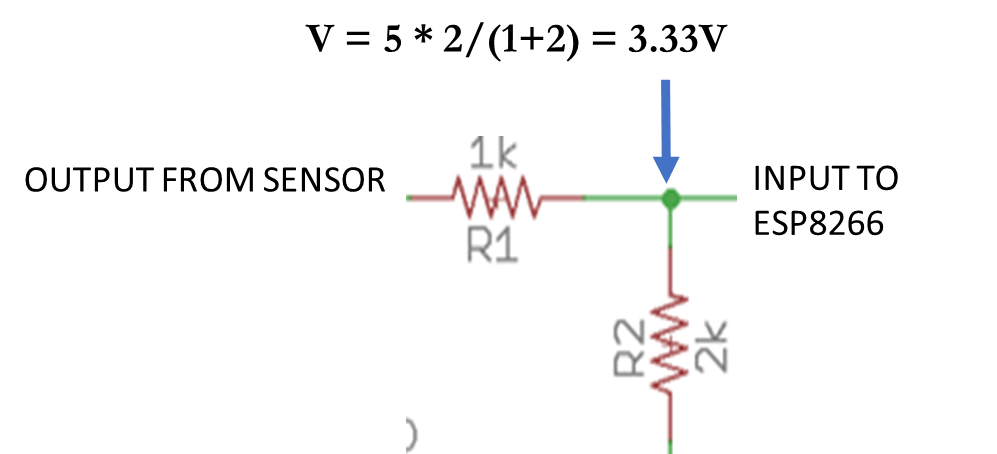 V = 5 * 2/(1+2) = 3.33V
1k
OUTPUT FROM SENSOR
INPUT TO
ESP8266
R1
R2
2k